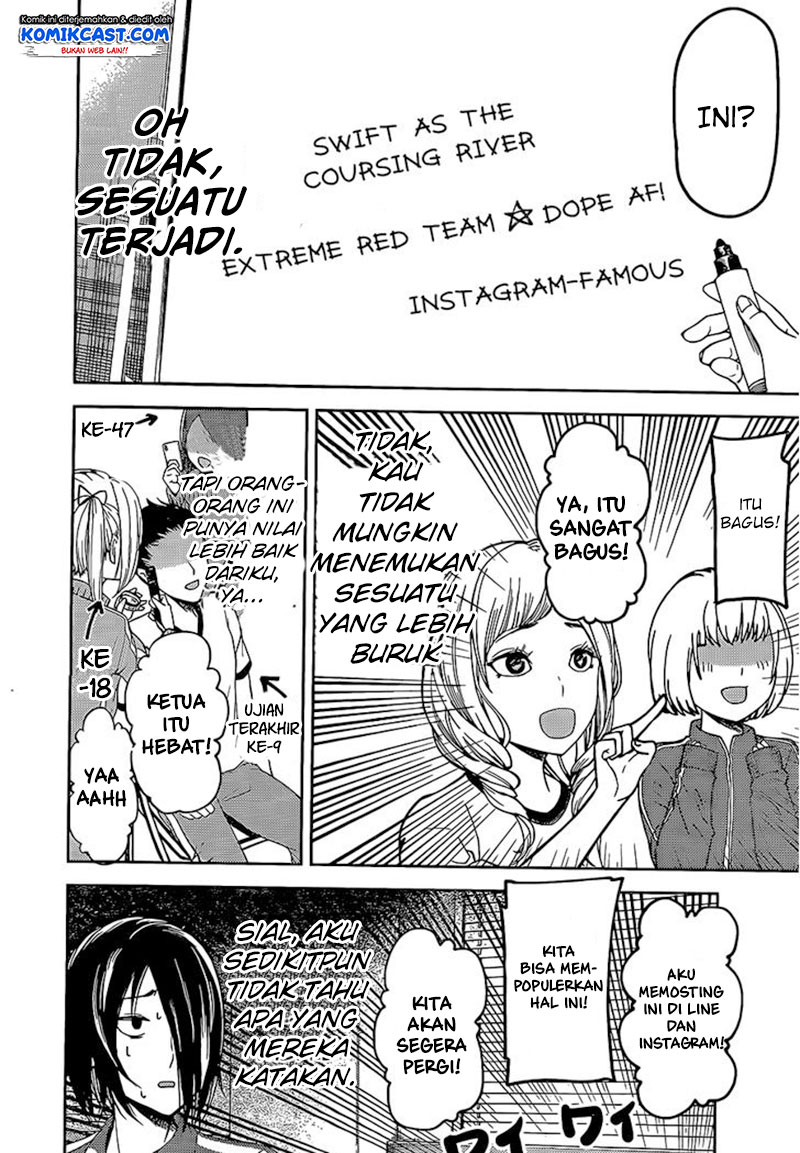 Komik ini diterjemahkan & diedit oleh
KOMIKCAST.COM
BUKAN WEB LAIN!!
INI?
SWIFT AS THE
COURSING RIVER
EXTREME RED TEAM ☆ DOPE AF!
INSTAGRAM-FAMOUS
OH
TIDAK,
SESUATU
TERJADI.
ITU
BAGUS!
YA, ITU
SANGAT
BAGUS!
TIDAK,
KAU
TIDAK
MUNGKIN
MENEMUKAN
SESUATU
YANG LEBIH
BURUK
KE-47
TAPI ORANG-
ORANG INI
PUNYA NILAI
LEBIH BAIK
DARIKU,
YA...
KE
-18
UJIAN
TERAKHIR
KE-9
KETUA
ITU
HEBAT!
YAA
AAHH
AKU
MEMOSTING
INI DI LINE
DAN
INSTAGRAM!
KITA
BISA MEM-
POPULERKAN
HAL INI!
KITA
AKAN
SEGERA
PERGI!
SIAL, AKU
SEDIKITPUN
TIDAK TAHU
APA YANG
MEREKA
KATAKAN.
ワイ
ワイ